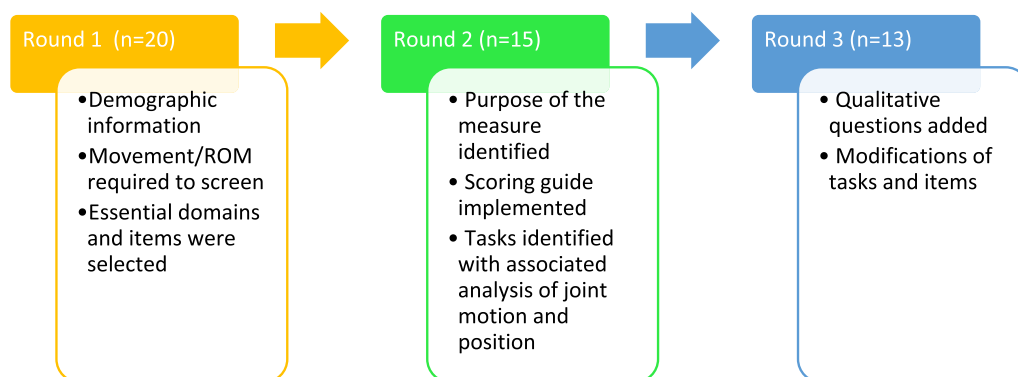 Round 1  (n=20)
•Demographic
information
•Movement/ROM
required to screen
•Essential domains
and items were
selected
Round 2 (n=15)
• Purpose of the
measure
identified
• Scoring guide
implemented
• Tasks identified
with associated
analysis of joint
motion and
position
Round 3 (n=13)
• Qualitative
questions added
• Modifications of
tasks and items